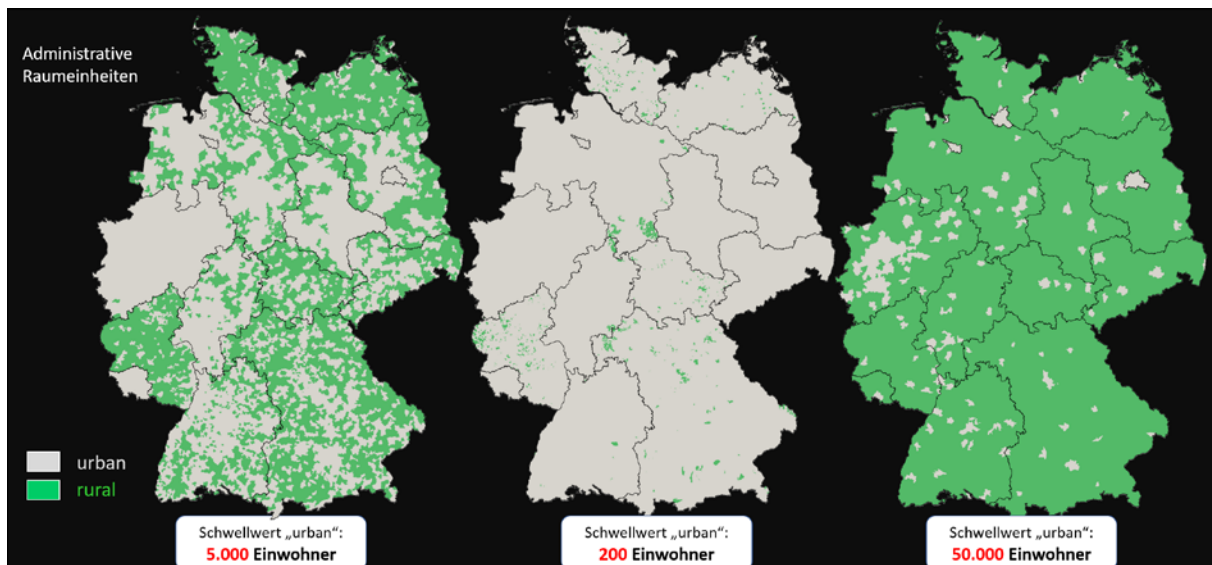 Administrative
Raumeinheiten
urban
rural
Schwellwert „urban“:
5.000 Einwohner
Schwellwert „urban“:
200 Einwohner
Schwellwert „urban“:
50.000 Einwohner